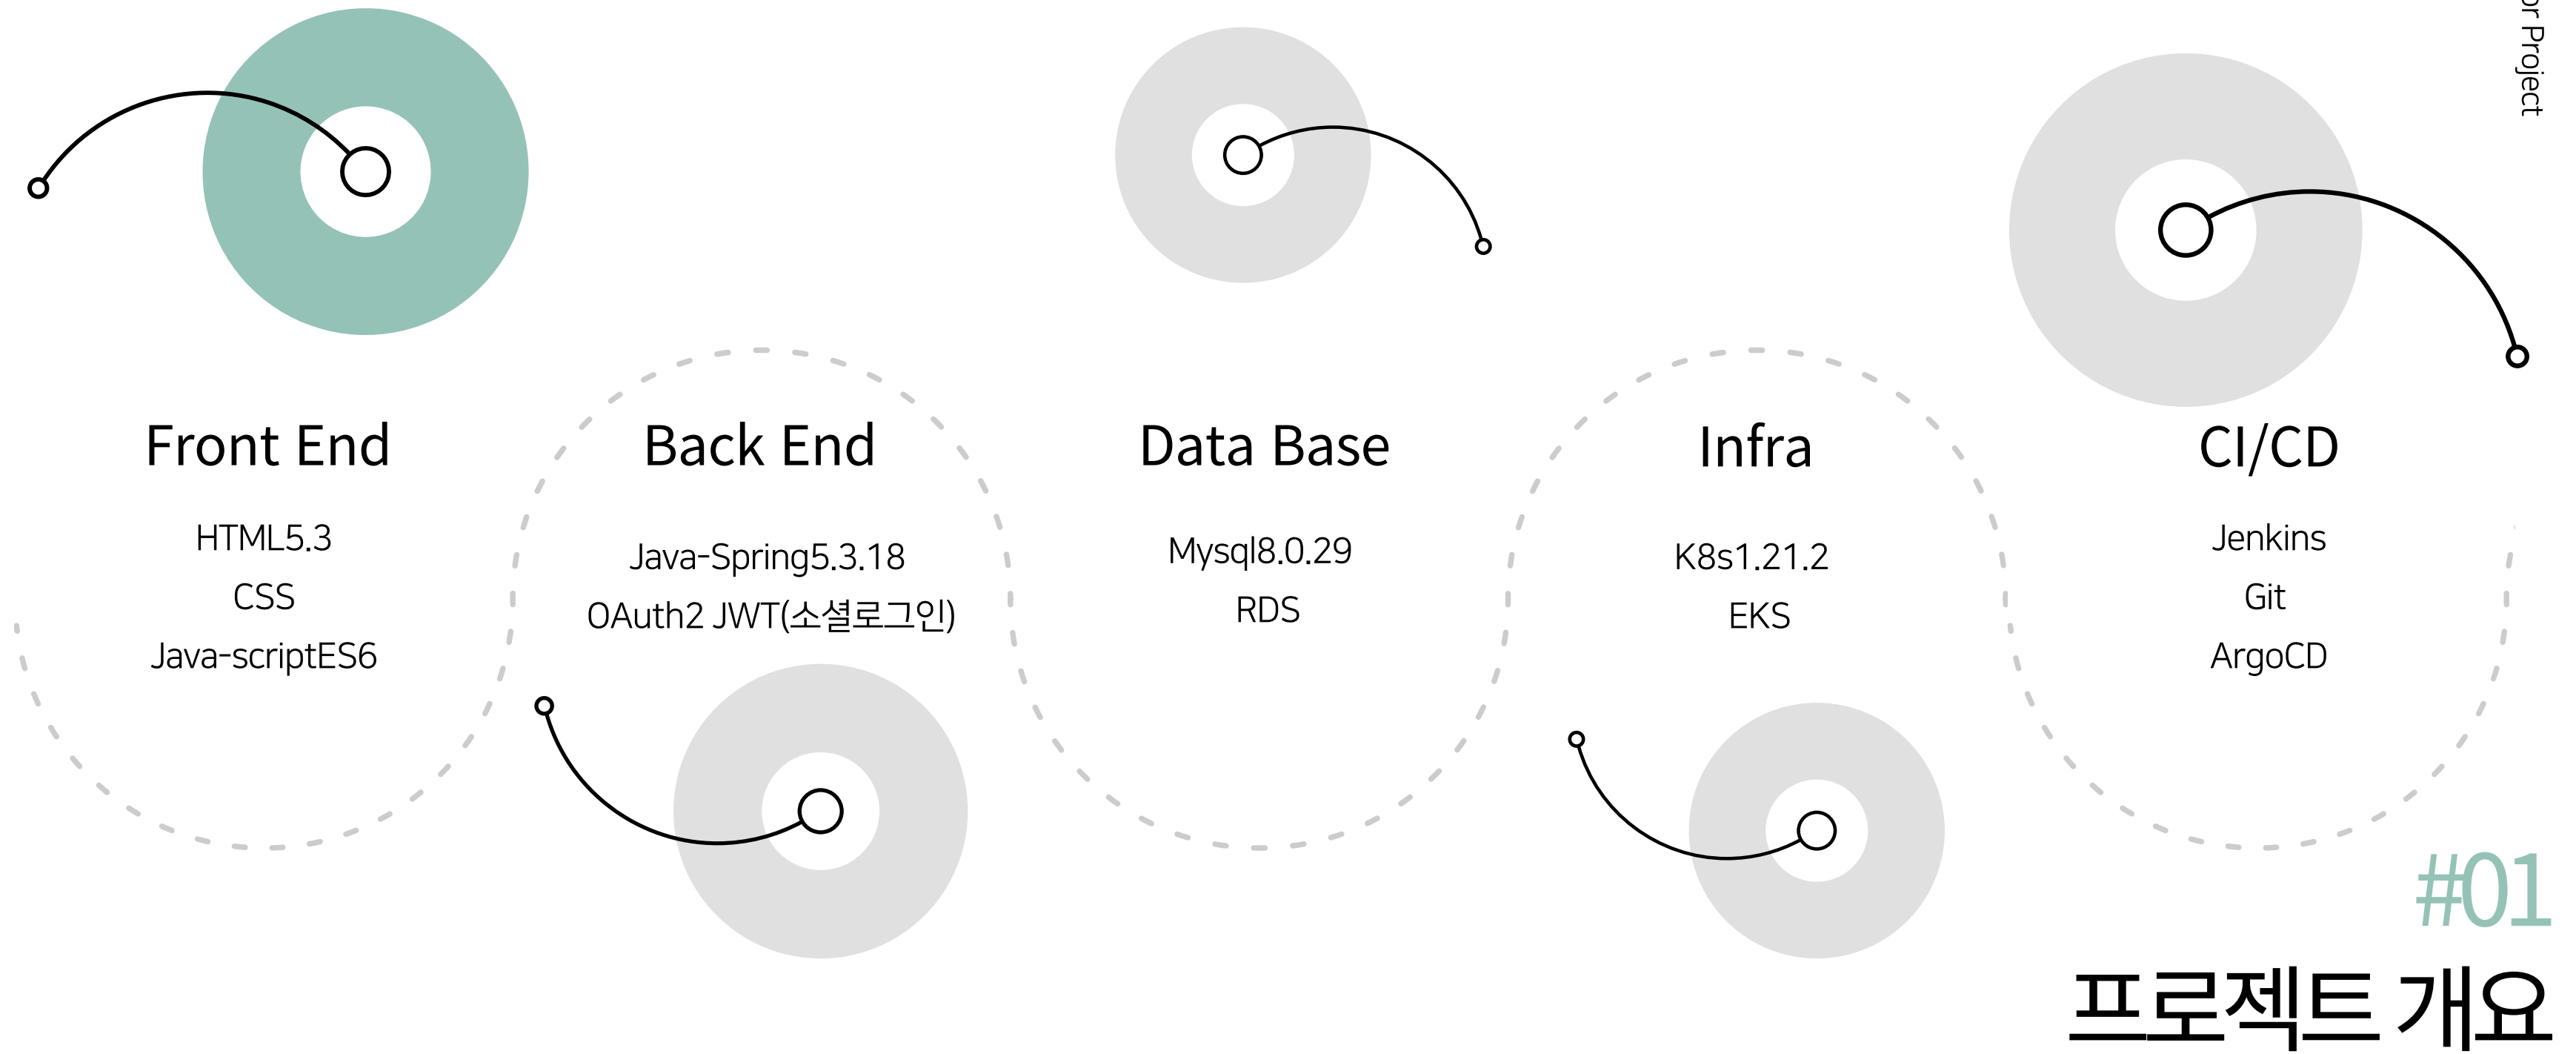 Project
Front End
HTML5.3
CSS
Java-scriptES6
Back End
Java-Spring5.3.18
OAuth2 JWT(소셜로그인)
Data Base
Mysql8.0.29
RDS
Infra
K8s1.21.2
EKS
CI/CD
Jenkins
Git
ArgoCD
#01
프로젝트 개요